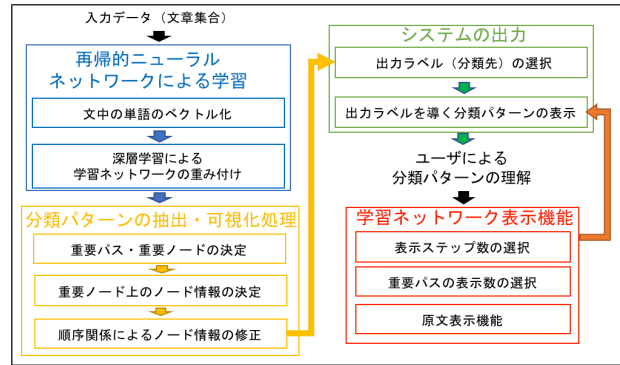 入力データ（文章集合）
再帰的ニューラル
ネットワークによる学習
文中の単語のベクトル化
深層学習による
学習ネットワークの重み付け
分類パターンの抽出・可視化処理
重要パス・重要ノードの決定
重要ノード上のノード情報の決定
順序関係によるノード情報の修正
システムの出力
出力ラベル（分類先）の選択
出力ラベルを導く分類パターンの表示
ユーザによる
分類パターンの理解
学習ネットワーク表示機能
表示ステップ数の選択
重要パスの表示数の選択
原文表示機能